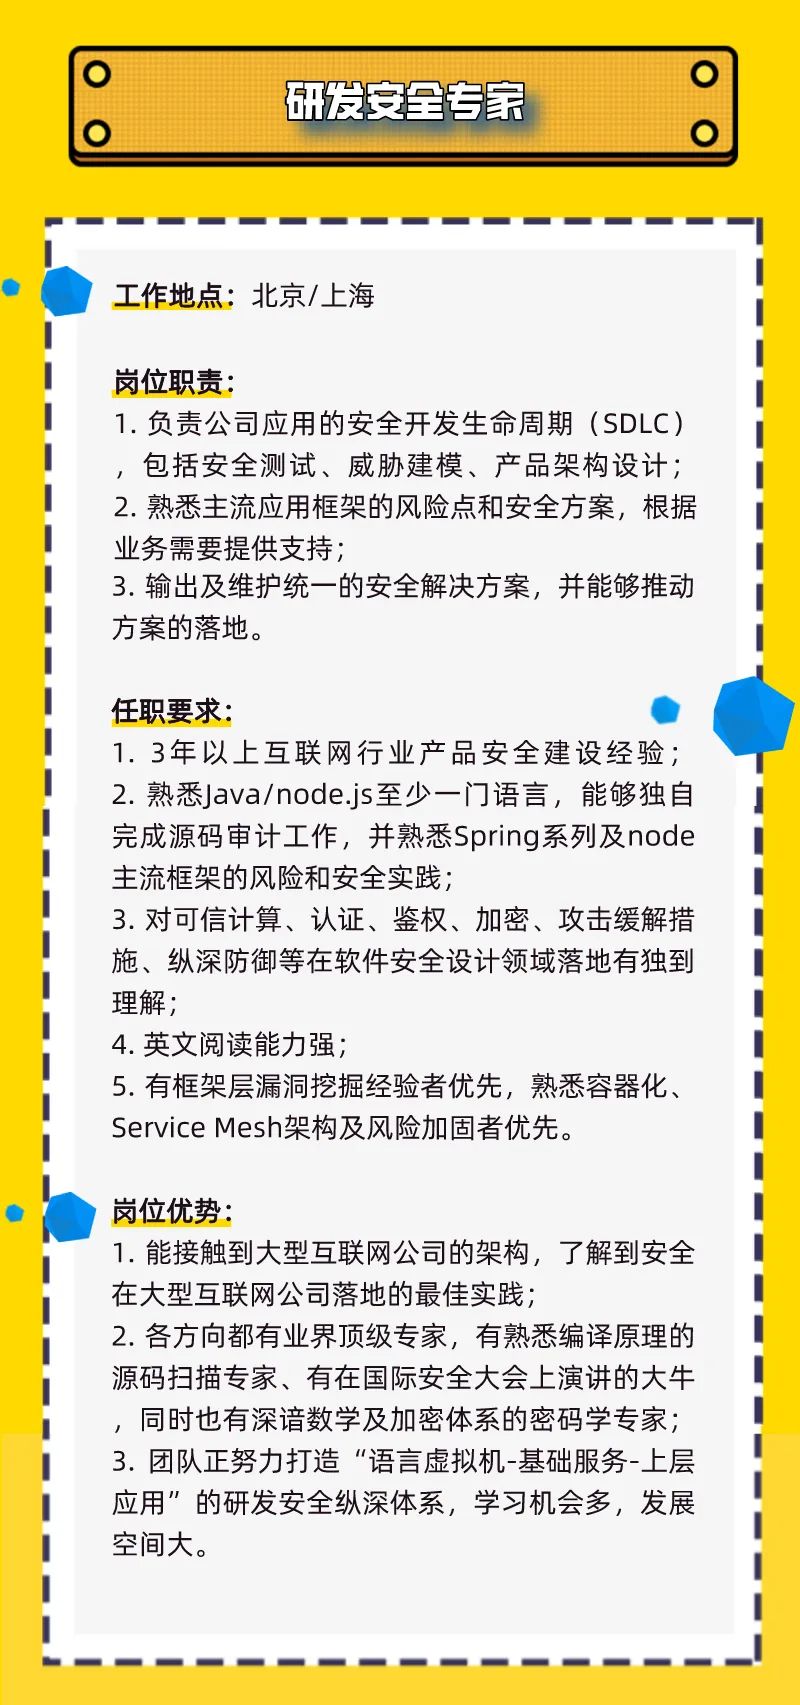 研发安全专家
工作地点：北京/上海
岗位职责：
1. 负责公司应用的安全开发生命周期（SDLC）
，包括安全测试、威胁建模、产品架构设计；
2. 熟悉主流应用框架的风险点和安全方案，根据
业务需要提供支持；
3. 输出及维护统一的安全解决方案，并能够推动
方案的落地。
任职要求：
1. 3年以上互联网行业产品安全建设经验；
2. 熟悉Java/node.js至少一门语言，能够独自
完成源码审计工作，并熟悉Spring系列及node
主流框架的风险和安全实践；
3. 对可信计算、认证、鉴权、加密、攻击缓解措
施、纵深防御等在软件安全设计领域落地有独到
理解；
4. 英文阅读能力强；
5. 有框架层漏洞挖掘经验者优先，熟悉容器化、
Service Mesh架构及风险加固者优先。
岗位优势：
1. 能接触到大型互联网公司的架构，了解到安全
在大型互联网公司落地的最佳实践；
2. 各方向都有业界顶级专家，有熟悉编译原理的
源码扫描专家、有在国际安全大会上演讲的大牛
，同时也有深谙数学及加密体系的密码学专家；
3. 团队正努力打造“语言虚拟机-基础服务-上层
应用”的研发安全纵深体系，学习机会多，发展
空间大。